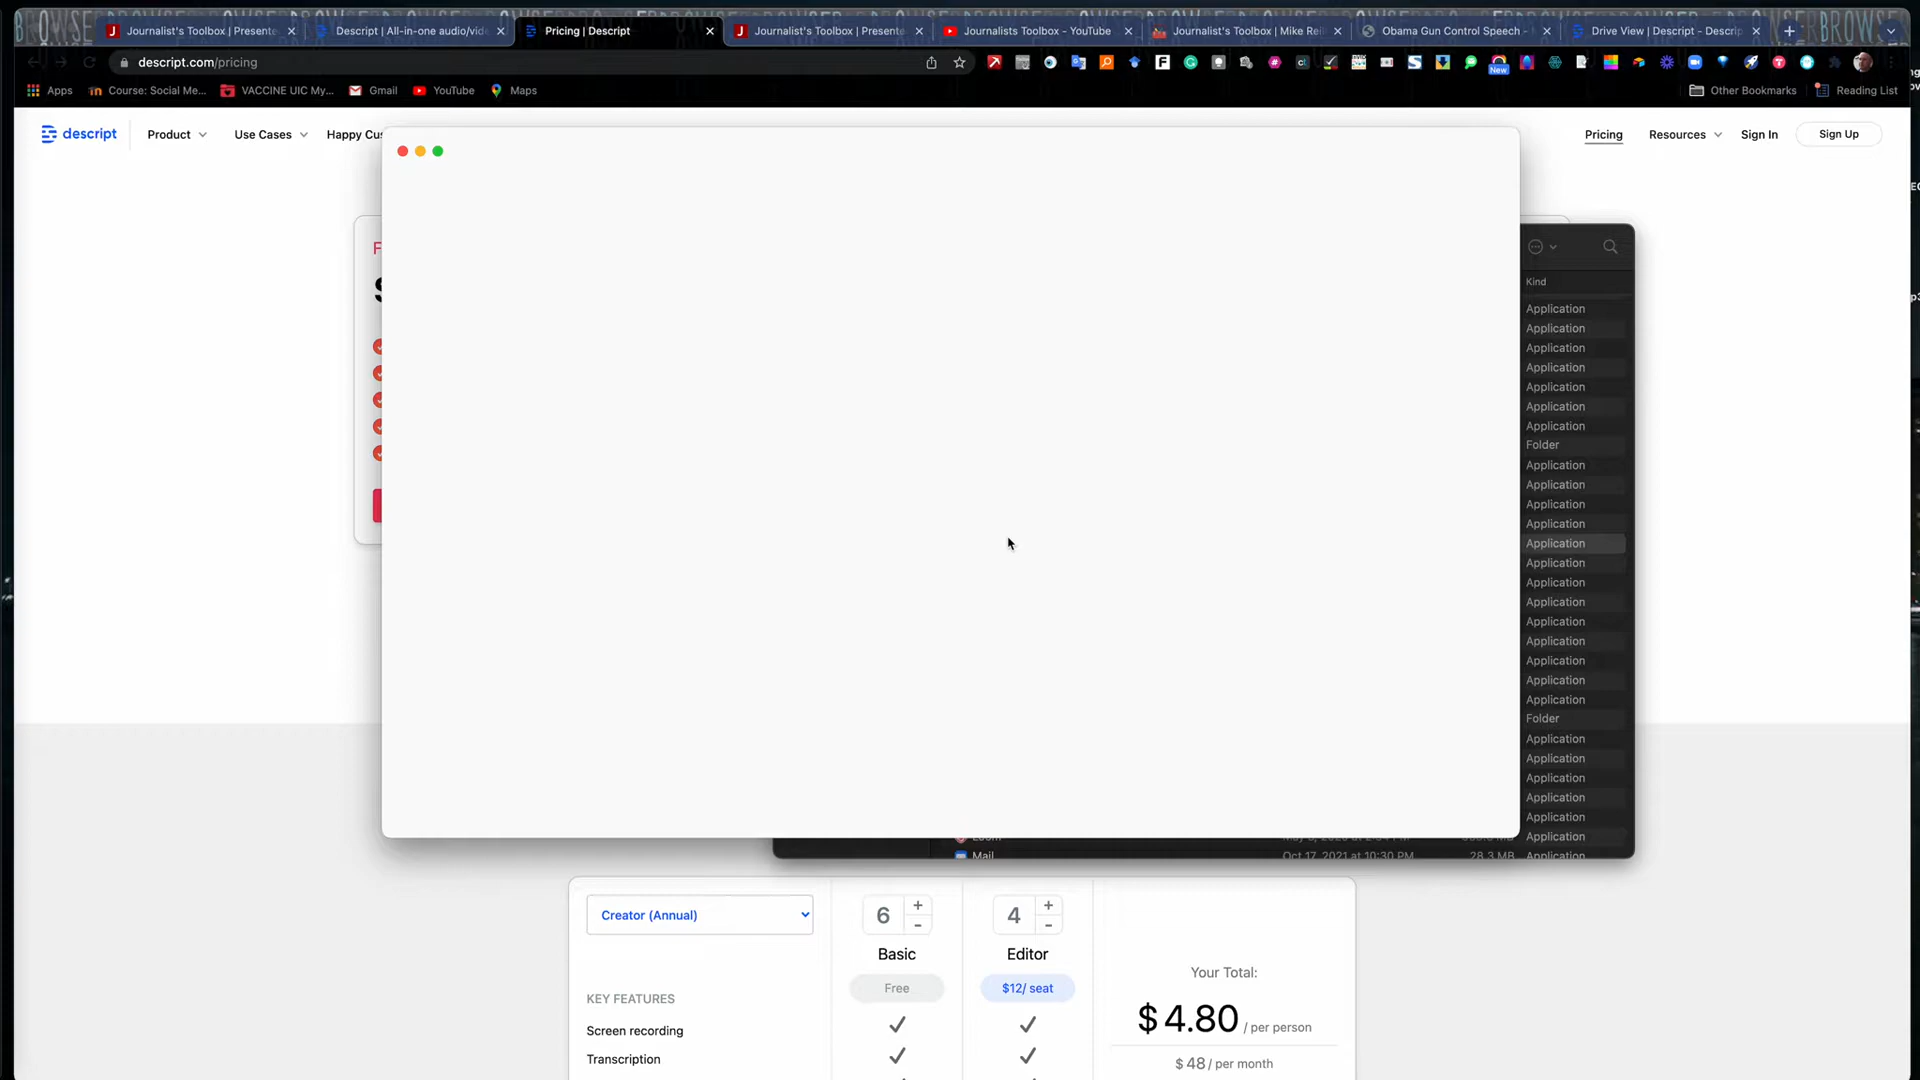 Journalist's Toolbox | Presente
Descript | All-in-one audio/vide
Pricing | Descript
Journalist's Toolbox | Presente
Journalists Toolbox - YouTube
Journalist's Toolbox | Mike Rei
Obama Gun Control Speech -
Drive View | Descript - Descrip
descript.com/pricing
New
Apps
Course: Social Me...
VACCINE UIC My...
Gmail
YouTube
Maps
Other Bookmarks
Reading List
descript
Product
Use Cases
Happy Cu
Pricing
Resources
Sign In
Sign Up
Kind
Application
Application
Application
Application
Application
Application
Application
Folder
Application
Application
Application
Application
Application
Application
Application
Application
Application
Application
Application
Application
Application
Folder
Application
Application
Application
Application
Application
Application
Mail
Oct 17, 2021 at 10:30 PM
28.3 MB
Application
Creator (Annual)
6
+
-
4
+
-
Basic
Editor
Free
$12/ seat
Your Total:
$4.80 / per person
$48 / per month
KEY FEATURES
Screen recording
Transcription